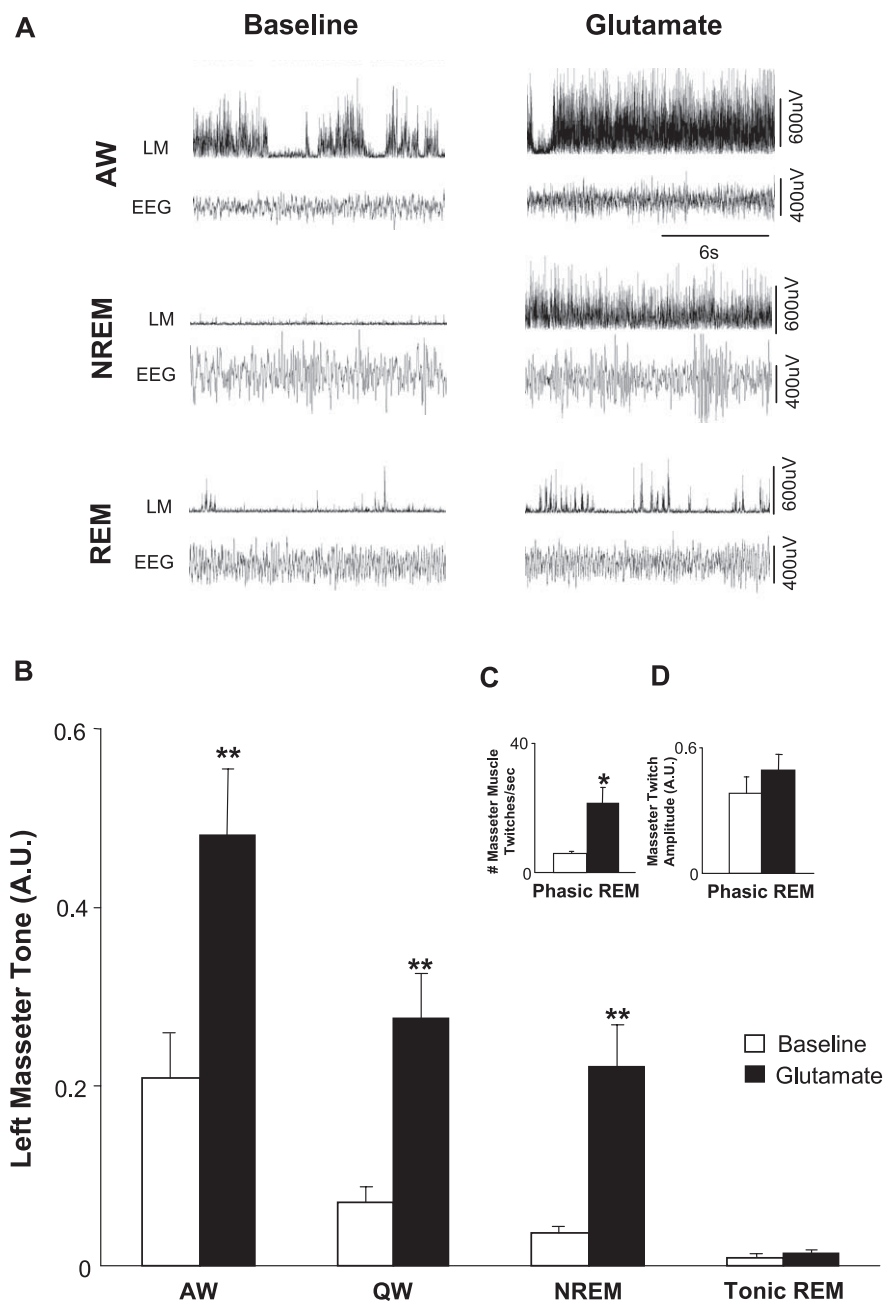 A
Baseline
Glutamate
AW
LM
600uV
EEG
400uV
6s
NREM
LM
600uV
EEG
400uV
REM
LM
600uV
EEG
400uV
B
C
D
Left Masseter Tone (A.U.)
0.6
0.4
0.2
0
**
**
**
# Masseter Muscle
Twitches/sec
40
0
*
Phasic REM
Masseter Twitch
Amplitude (A.U.)
0.6
0
Phasic REM
Baseline
Glutamate
AW
QW
NREM
Tonic REM